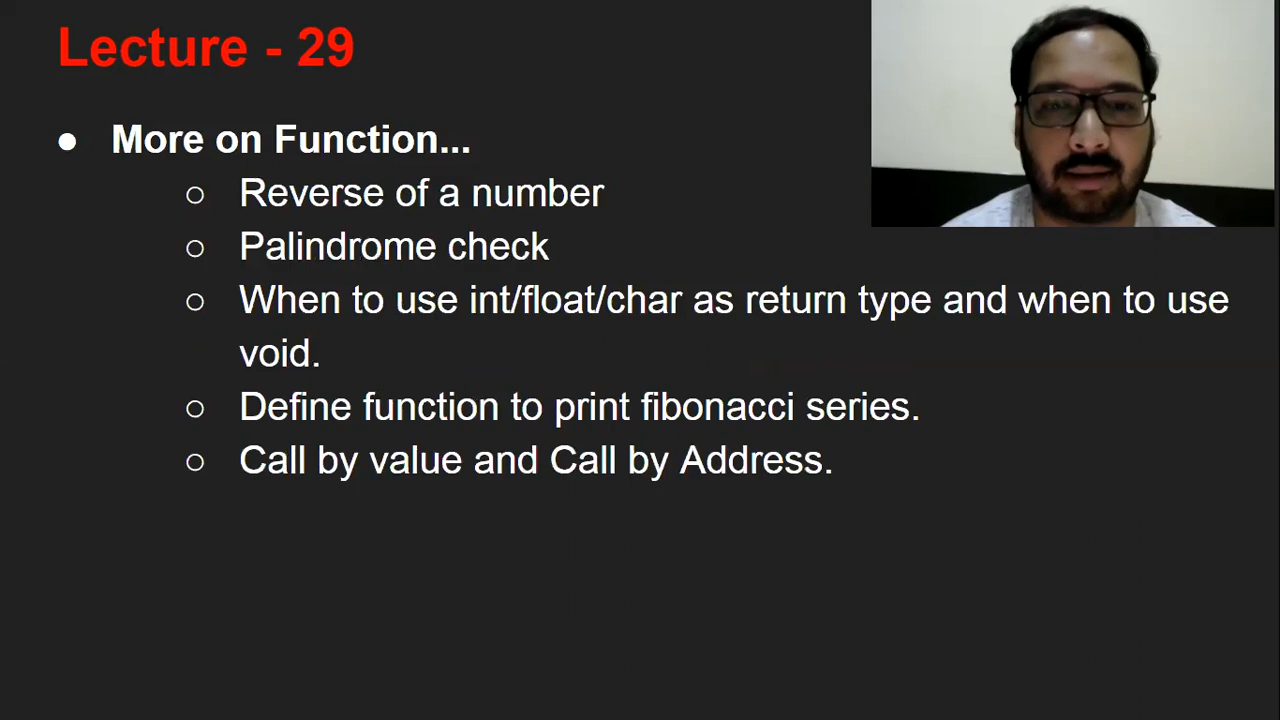 Lecture - 29
● More on Function...
○ Reverse of a number
○ Palindrome check
○ When to use int/float/char as return type and when to use
void.
○ Define function to print fibonacci series.
○ Call by value and Call by Address.